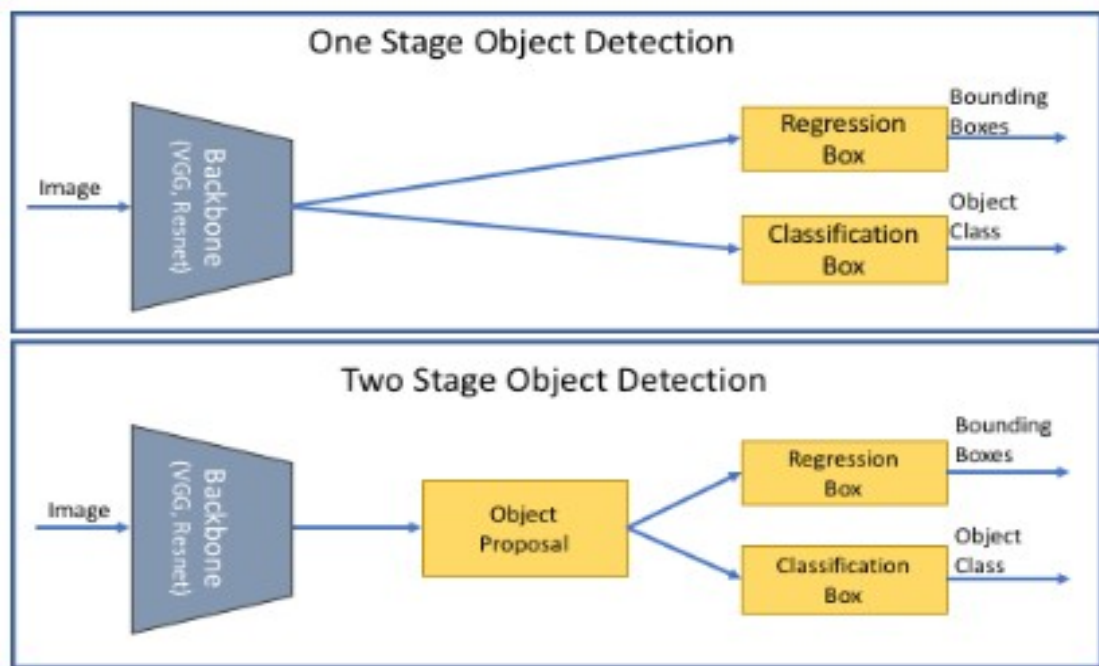 One Stage Object Detection
Image
Backbone
(VGG, Resnet)
Regression
Box
Bounding
Boxes
Classification
Box
Object
Class
Two Stage Object Detection
Image
Backbone
(VGG, Resnet)
Object
Proposal
Regression
Box
Bounding
Boxes
Classification
Box
Object
Class